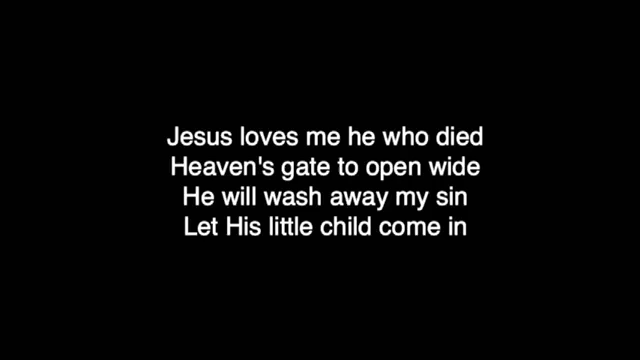 Jesus loves me he who died
Heaven's gate to open wide
He will wash away my sin
Let His little child come in